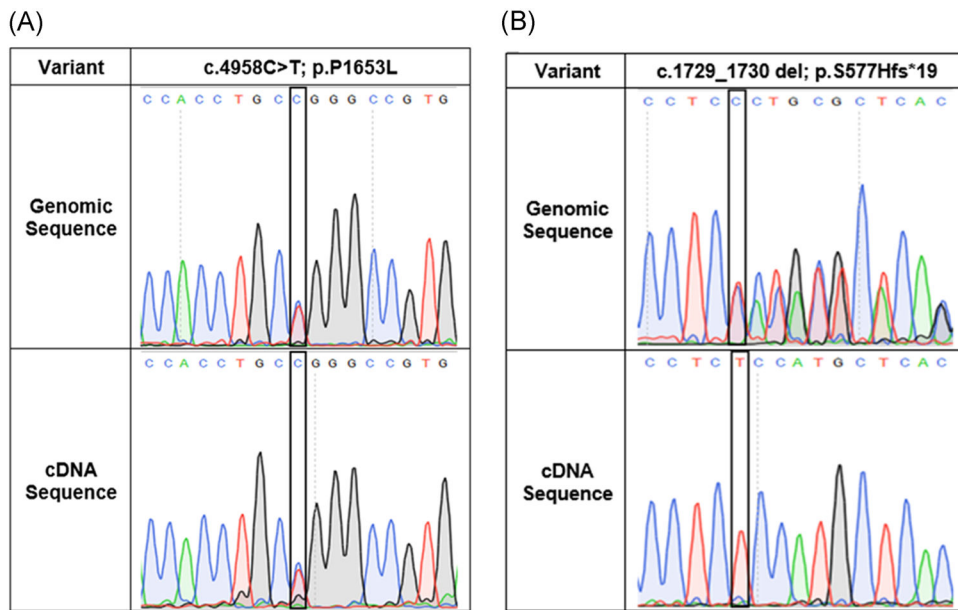 (A)
Variant c.4958C>T; p.P1653L
C C A C C T G C C G G G C C G T G
Genomic
Sequence
C C A C C T G C C G G G C C G T G
cDNA
Sequence
(B)
Variant c.1729_1730 del; p.S577Hfs*19
C C T C C C T G C G C T C A C
Genomic
Sequence
C C T C T C C A T G C T C A C
cDNA
Sequence